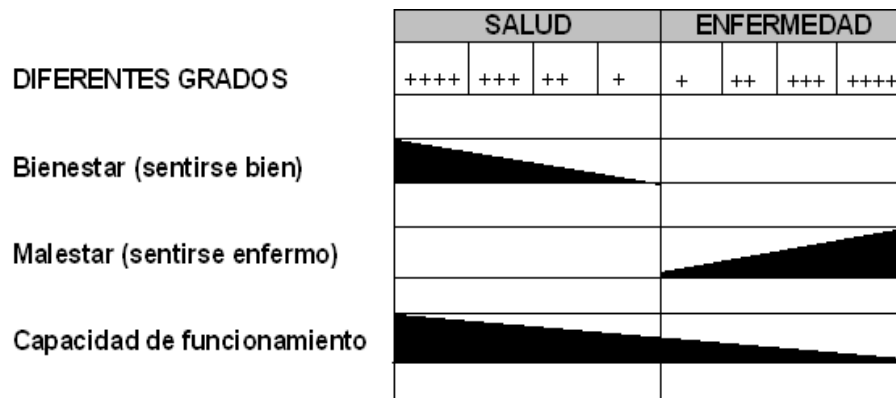 SALUD ENFERMEDAD
DIFERENTES GRADOS ++++ +++ ++ + + ++ +++ ++++
Bienestar (sentirse bien)
Malestar (sentirse enfermo)
Capacidad de funcionamiento